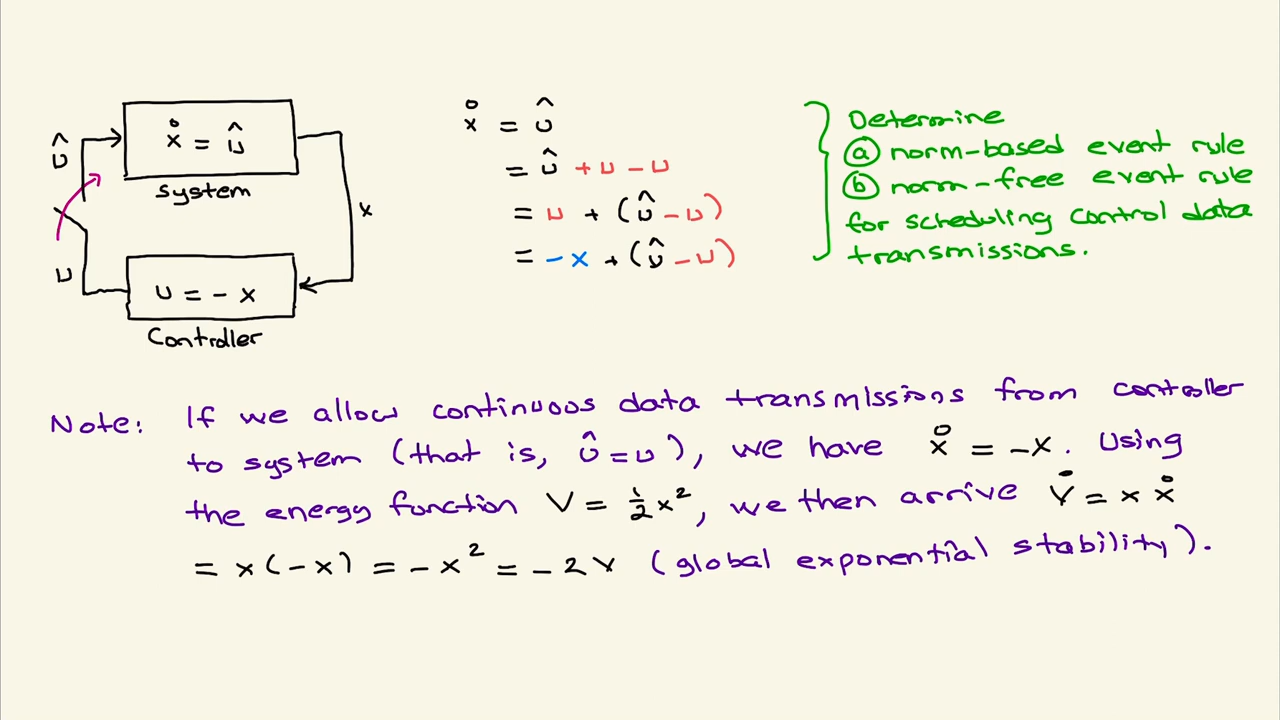 û
ẋ = û
system
x
u
u = - x
Controller
ẋ = û
= û + u - u
= u + (û - u)
= - x + (û - u)
Determine
ⓐ norm-based event rule
ⓑ norm-free event rule
for scheduling control data
transmissions.
Note: If we allow continuous data transmissions from controller
to system (that is, û = u), we have ẋ = -x. Using
the energy function V = ½x², we then arrive V̇ = x ẋ
= x(-x) = -x² = -2V (global exponential stability).